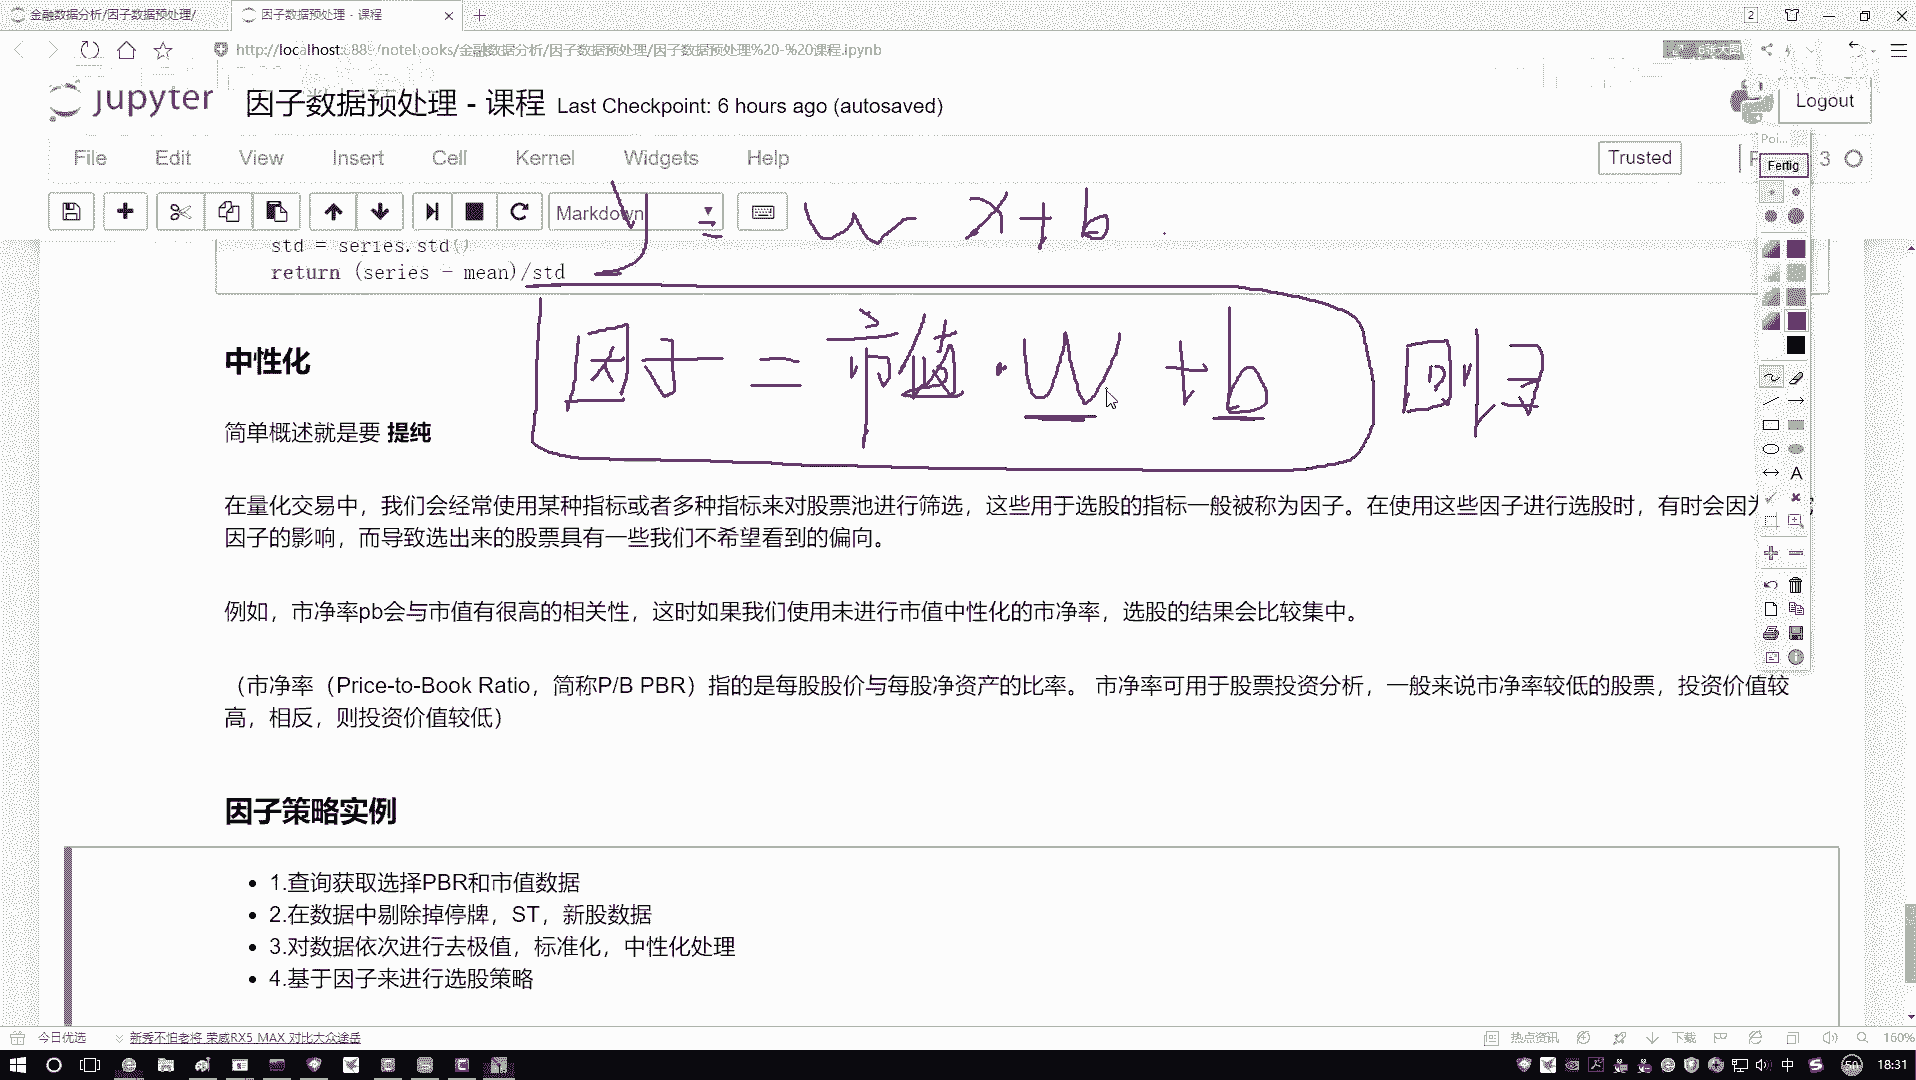 金融数据分析/因子数据预处理/
因子数据预处理 - 课程
2
http://localhost:888 /notebooks/金融数据分析/因子数据预处理/因子数据预处理%20-%20课程.ipynb
6张大图
jupyter 因子数据预处理 - 课程 Last Checkpoint: 6 hours ago (autosaved)
Logout
File Edit View Insert Cell Kernel Widgets Help
Trusted
3
Fertig
Markdown
y = w x + b
std = series.std()
return (series - mean)/std
因子 = 市值 · W + b 回归
中性化
简单概述就是要 提纯
在量化交易中，我们会经常使用某种指标或者多种指标来对股票池进行筛选，这些用于选股的指标一般被称为因子。在使用这些因子进行选股时，有时会因为
因子的影响，而导致选出来的股票具有一些我们不希望看到的偏向。
例如，市净率pb会与市值有很高的相关性，这时如果我们使用未进行市值中性化的市净率，选股的结果会比较集中。
（市净率（Price-to-Book Ratio，简称P/B PBR）指的是每股股价与每股净资产的比率。 市净率可用于股票投资分析，一般来说市净率较低的股票，投资价值较
高，相反，则投资价值较低）
因子策略实例
1.查询获取选择PBR和市值数据
2.在数据中剔除掉停牌，ST，新股数据
3.对数据依次进行去极值，标准化，中性化处理
4.基于因子来进行选股策略
今日优选
新秀不怕老将 荣威RX5 MAX 对比大众途岳
热点资讯
下载
160%
中
18:31